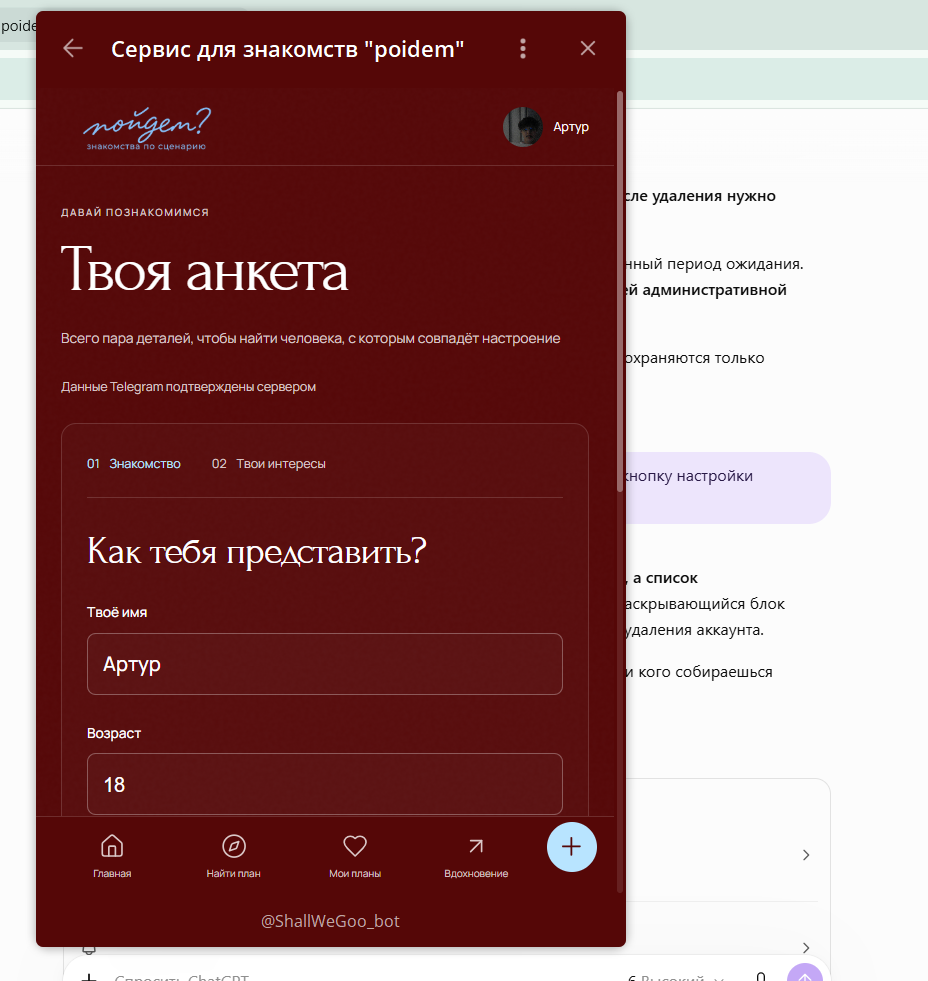 poide
Сервис для знакомств "poidem"
пойдем?
знакомства по сценарию
Артур
ДАВАЙ ПОЗНАКОМИМСЯ
Твоя анкета
Всего пара деталей, чтобы найти человека, с которым совпадёт настроение
Данные Telegram подтверждены сервером
01 Знакомство 02 Твои интересы
Как тебя представить?
Твоё имя
Артур
Возраст
18
Главная Найти план Мои планы Вдохновение
@ShallWeGoo_bot
сле удаления нужно
нный период ожидания.
ей административной
охраняются только
кнопку настройки
, а список
аскрывающийся блок
удаления аккаунта.
и кого собираешься
Спросить ChatGPT
6 Высокий